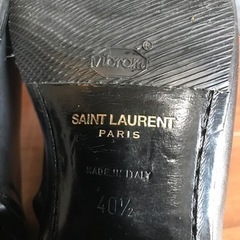 vibram®
SAINT LAURENT
PARIS
MADE IN ITALY
40½